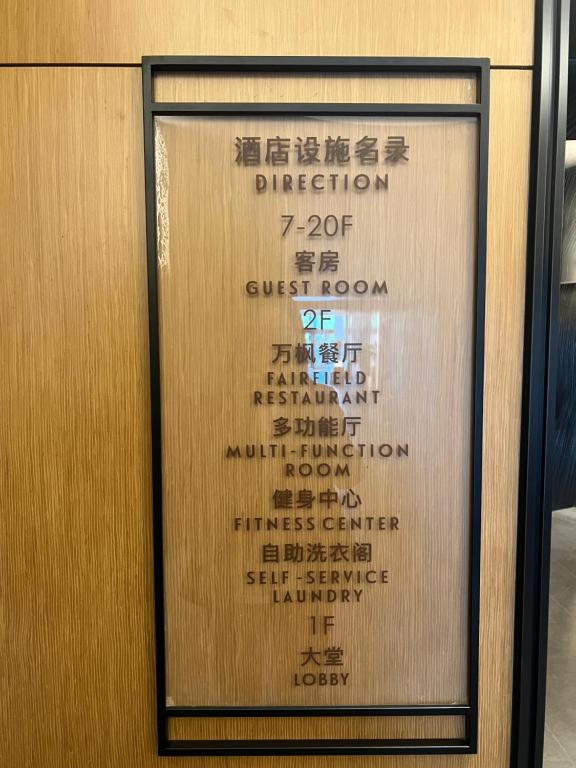 酒店设施名录
DIRECTION
7-20F
客房
GUEST ROOM
2F
万枫餐厅
FAIRFIELD
RESTAURANT
多功能厅
MULTI-FUNCTION
ROOM
健身中心
FITNESS CENTER
自助洗衣阁
SELF-SERVICE
LAUNDRY
1F
大堂
LOBBY